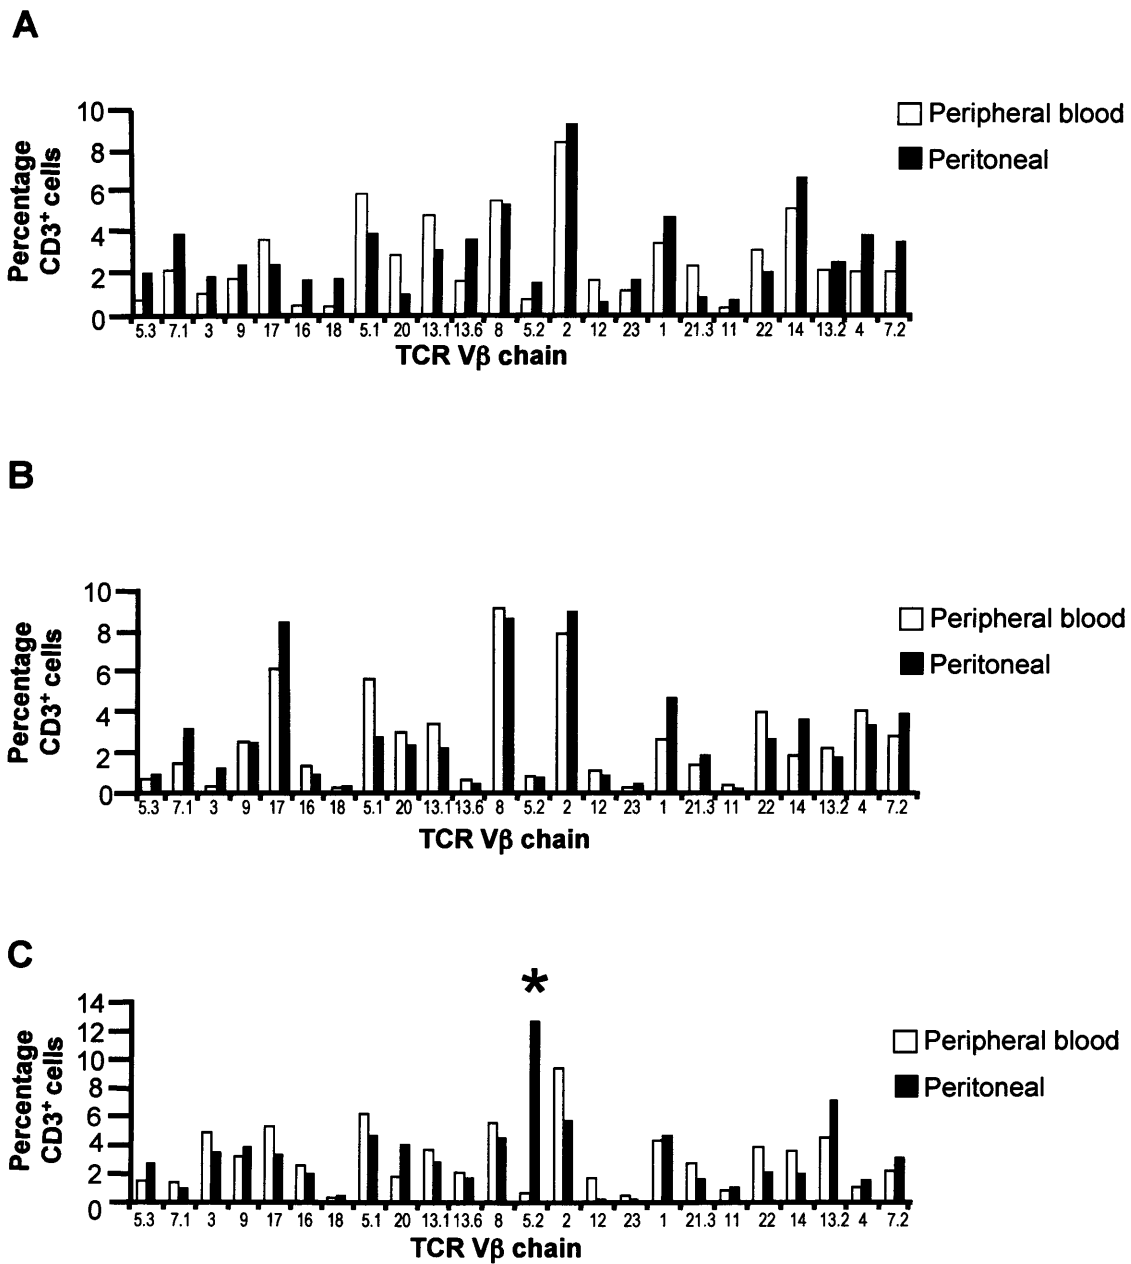 A
10
8
6
4
2
0
Percentage
CD3+ cells
5.3 7.1 3 9 17 16 18 5.1 20 13.1 13.6 8 5.2 2 12 23 1 21.3 11 22 14 13.2 4 7.2
TCR Vβ chain
Peripheral blood
Peritoneal
B
10
8
6
4
2
0
Percentage
CD3+ cells
5.3 7.1 3 9 17 16 18 5.1 20 13.1 13.6 8 5.2 2 12 23 1 21.3 11 22 14 13.2 4 7.2
TCR Vβ chain
Peripheral blood
Peritoneal
C
*
14
12
10
8
6
4
2
0
Percentage
CD3+ cells
5.3 7.1 3 9 17 16 18 5.1 20 13.1 13.6 8 5.2 2 12 23 1 21.3 11 22 14 13.2 4 7.2
TCR Vβ chain
Peripheral blood
Peritoneal